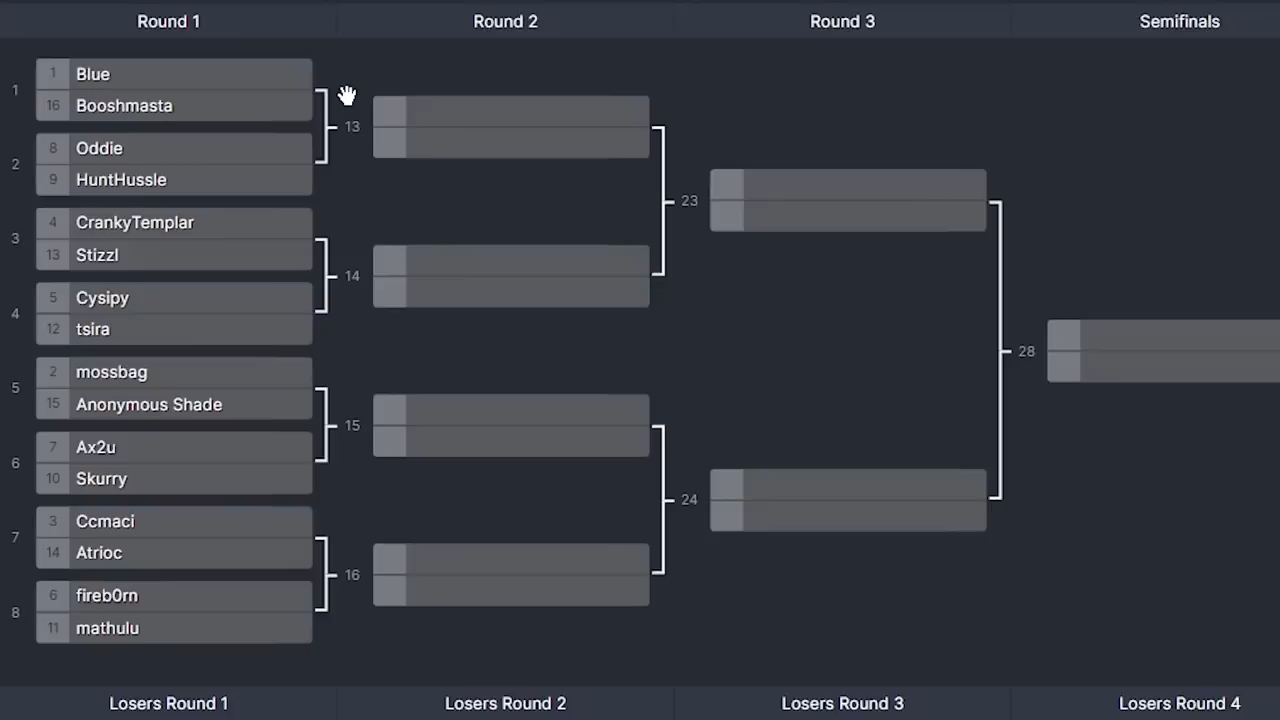 Round 1 Round 2 Round 3 Semifinals
1
1 Blue
16 Booshmasta
2
8 Oddie
9 HuntHussle
3
4 CrankyTemplar
13 Stizzl
4
5 Cysipy
12 tsira
5
2 mossbag
15 Anonymous Shade
6
7 Ax2u
10 Skurry
7
3 Ccmaci
14 Atrioc
8
6 fireb0rn
11 mathulu
13
14
15
16
23
24
28
Losers Round 1 Losers Round 2 Losers Round 3 Losers Round 4